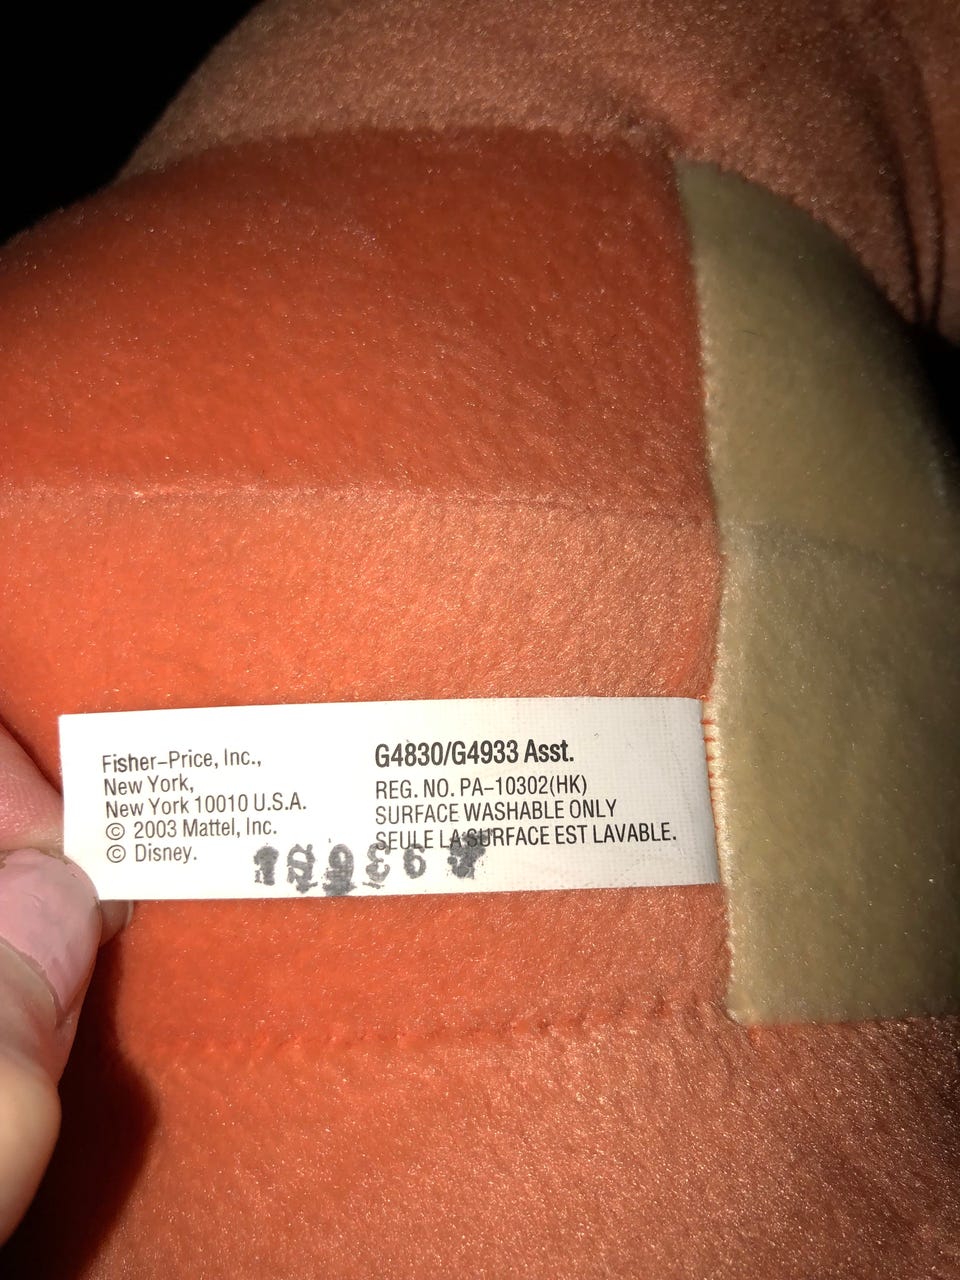 Fisher-Price, Inc.,
New York,
New York 10010 U.S.A.
© 2003 Mattel, Inc.
© Disney.
G4830/G4933 Asst.
REG. NO. PA-10302(HK)
SURFACE WASHABLE ONLY
SEULE LA SURFACE EST LAVABLE.